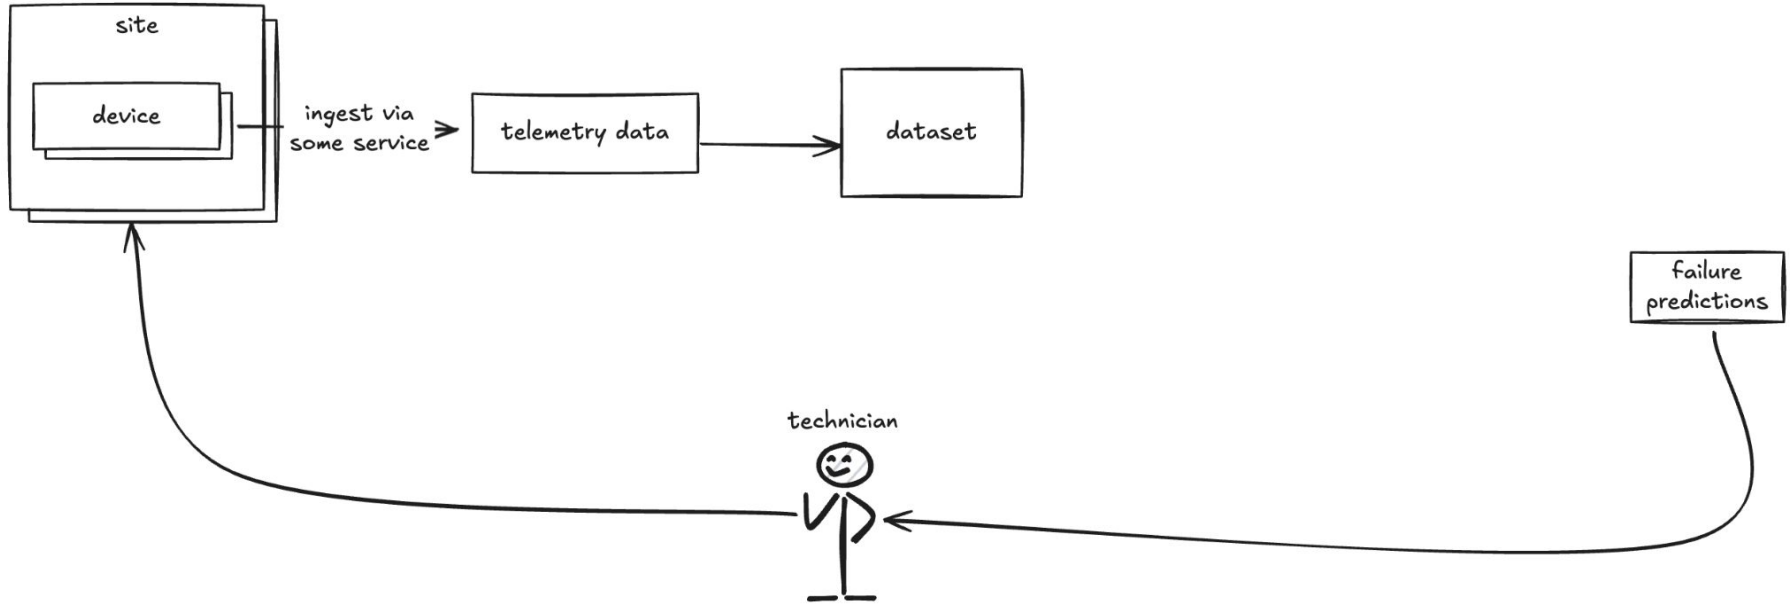 site
device
ingest via
some service
telemetry data
dataset
failure
predictions
technician